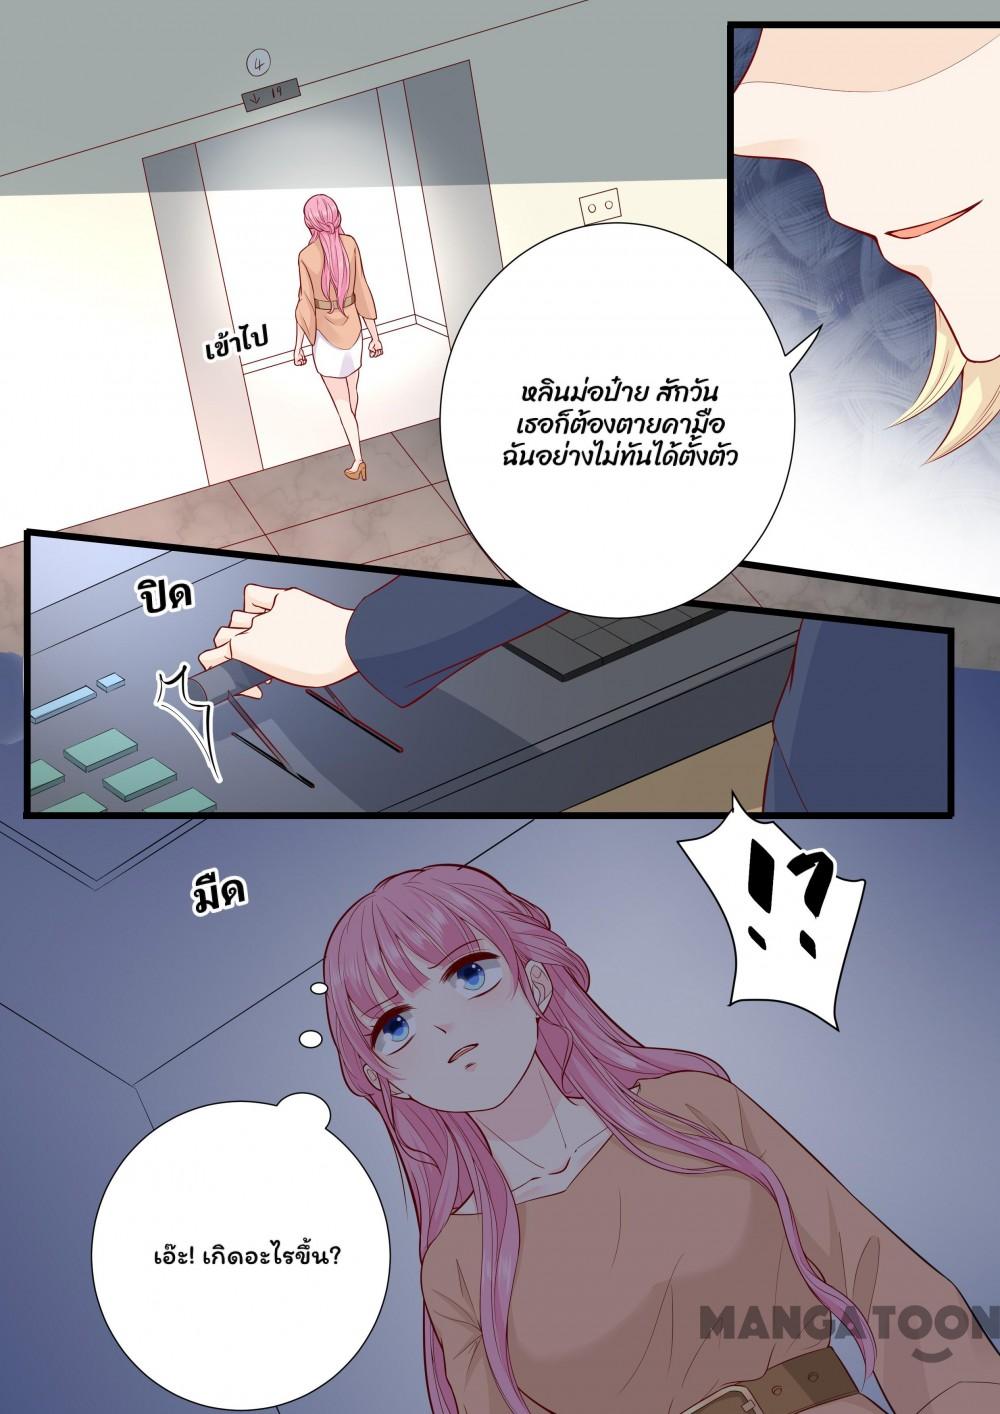 4
↓ 19
เข้าไป
หลินม่อป๋าย สักวัน
เธอก็ต้องตายคามือ
ฉันอย่างไม่ทันได้ตั้งตัว
ปิด
มืด
!?
เอ๊ะ! เกิดอะไรขึ้น?
MANGATOON